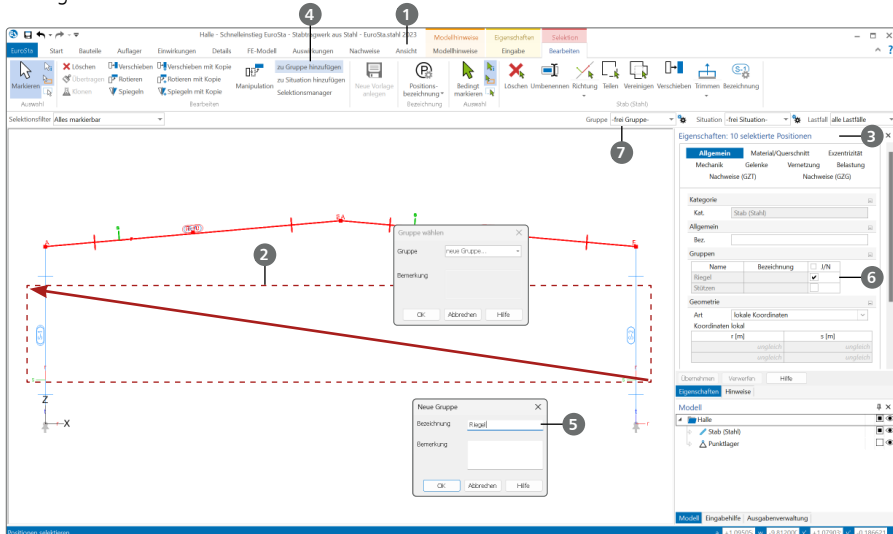 4
1
Halle - Schnelleinstieg EuroSta - Stabtragwerk aus Stahl - EuroSta.stahl 2023
Modellhinweise
Eigenschaften
Selektion
EuroSta
Start
Bauteile
Auflager
Einwirkungen
Details
FE-Modell
Auswirkungen
Nachweise
Ansicht
Modellhinweise
Eingabe
Bearbeiten
Markieren
Löschen
Übertragen
Klonen
Verschieben
Rotieren
Spiegeln
Verschieben mit Kopie
Rotieren mit Kopie
Spiegeln mit Kopie
Manipulation
zu Gruppe hinzufügen
zu Situation hinzufügen
Selektionsmanager
Neue Vorlage
anlegen
Positions-
bezeichnung
Bedingt
markieren
Löschen
Umbenennen
Richtung
Teilen
Vereinigen
Verschieben
Trimmen
Bezeichnung
Auswahl
Bearbeiten
Bezeichnung
Auswahl
Stab (Stahl)
Selektionsfilter
Alles markierbar
Gruppe
-frei Gruppe-
Situation
-frei Situation-
Lastfall
alle Lastfälle
7
3
Eigenschaften: 10 selektierte Positionen
Allgemein
Material/Querschnitt
Exzentrizität
Mechanik
Gelenke
Vernetzung
Belastung
Nachweise (GZT)
Nachweise (GZG)
Kategorie
Kat.
Stab (Stahl)
Allgemein
Bez.
Gruppen
Name
Bezeichnung
J/N
Riegel
Stützen
6
Geometrie
Art
lokale Koordinaten
Koordinaten lokal
r [m]
s [m]
ungleich
ungleich
ungleich
ungleich
Übernehmen
Verwerfen
Hilfe
Eigenschaften
Hinweise
Modell
Halle
Stab (Stahl)
Punktlager
Modell
Eingabehilfe
Ausgabenverwaltung
2
Gruppe wählen
Gruppe
neue Gruppe...
Bemerkung
OK
Abbrechen
Hilfe
S-1
S-1
Z
X
Neue Gruppe
Bezeichnung
Riegel
5
Bemerkung
OK
Abbrechen
Hilfe
Positionen selektieren